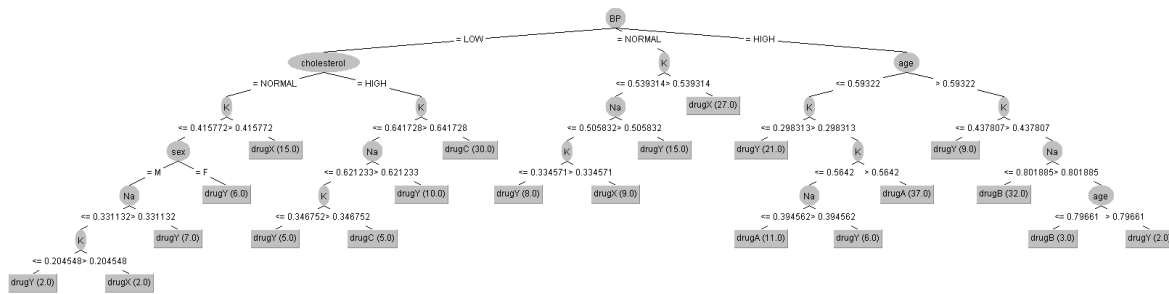 BP
= LOW = NORMAL = HIGH
cholesterol K age
= NORMAL = HIGH <= 0.539314 > 0.539314 <= 0.59322 > 0.59322
K K Na drugX (27.0) K K
<= 0.415772 > 0.415772 <= 0.641728 > 0.641728 <= 0.505832 > 0.505832 <= 0.298313 > 0.298313 <= 0.437807 > 0.437807
sex drugX (15.0) Na drugC (30.0) K drugY (15.0) drugY (21.0) K drugY (9.0) Na
= M = F <= 0.621233 > 0.621233 <= 0.334571 > 0.334571 <= 0.5642 > 0.5642 <= 0.801885 > 0.801885
Na drugY (6.0) K drugY (10.0) drugY (8.0) drugX (9.0) Na drugA (37.0) drugB (32.0) age
<= 0.331132 > 0.331132 <= 0.346752 > 0.346752 <= 0.394562 > 0.394562 <= 0.79661 > 0.79661
K drugY (7.0) drugY (5.0) drugC (5.0) drugA (11.0) drugY (6.0) drugB (3.0) drugY (2.0)
<= 0.204548 > 0.204548
drugY (2.0) drugX (2.0)